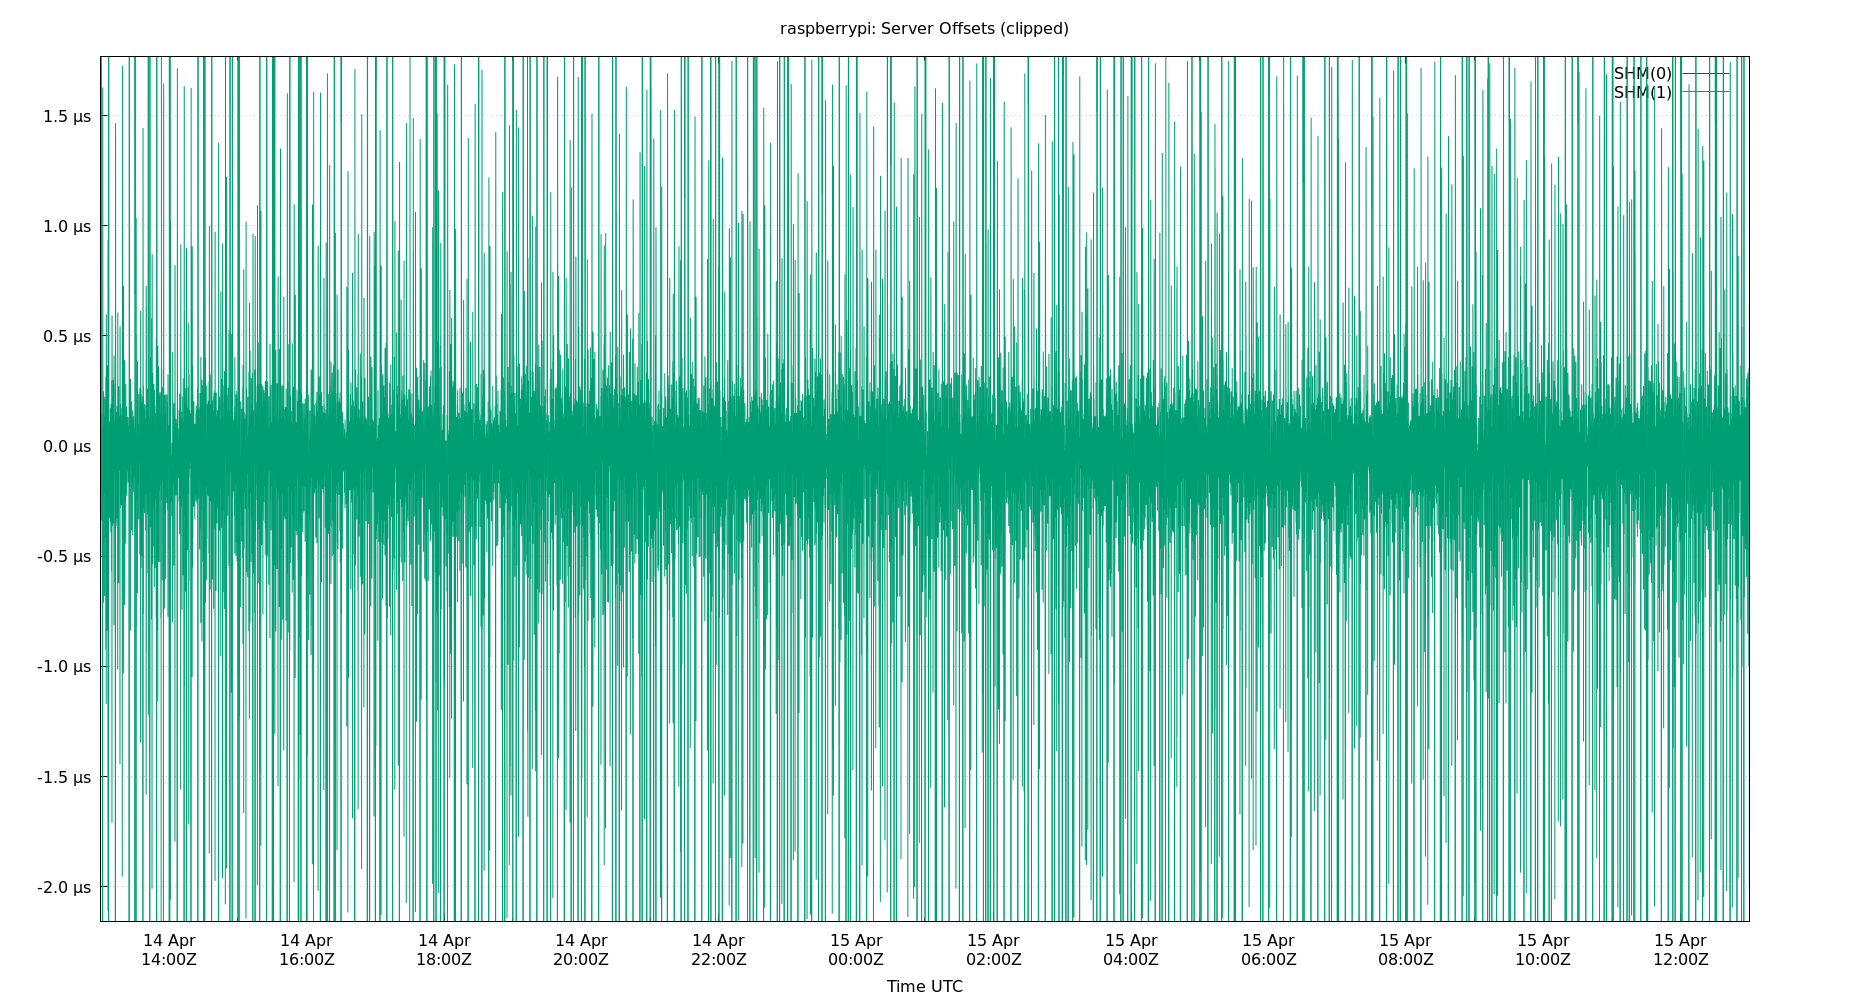 raspberrypi: Server Offsets (clipped)
SHM(0)
SHM(1)
1.5 µs
1.0 µs
0.5 µs
0.0 µs
-0.5 µs
-1.0 µs
-1.5 µs
-2.0 µs
14 Apr 14 Apr 14 Apr 14 Apr 14 Apr 15 Apr 15 Apr 15 Apr 15 Apr 15 Apr 15 Apr 15 Apr
14:00Z 16:00Z 18:00Z 20:00Z 22:00Z 00:00Z 02:00Z 04:00Z 06:00Z 08:00Z 10:00Z 12:00Z
Time UTC